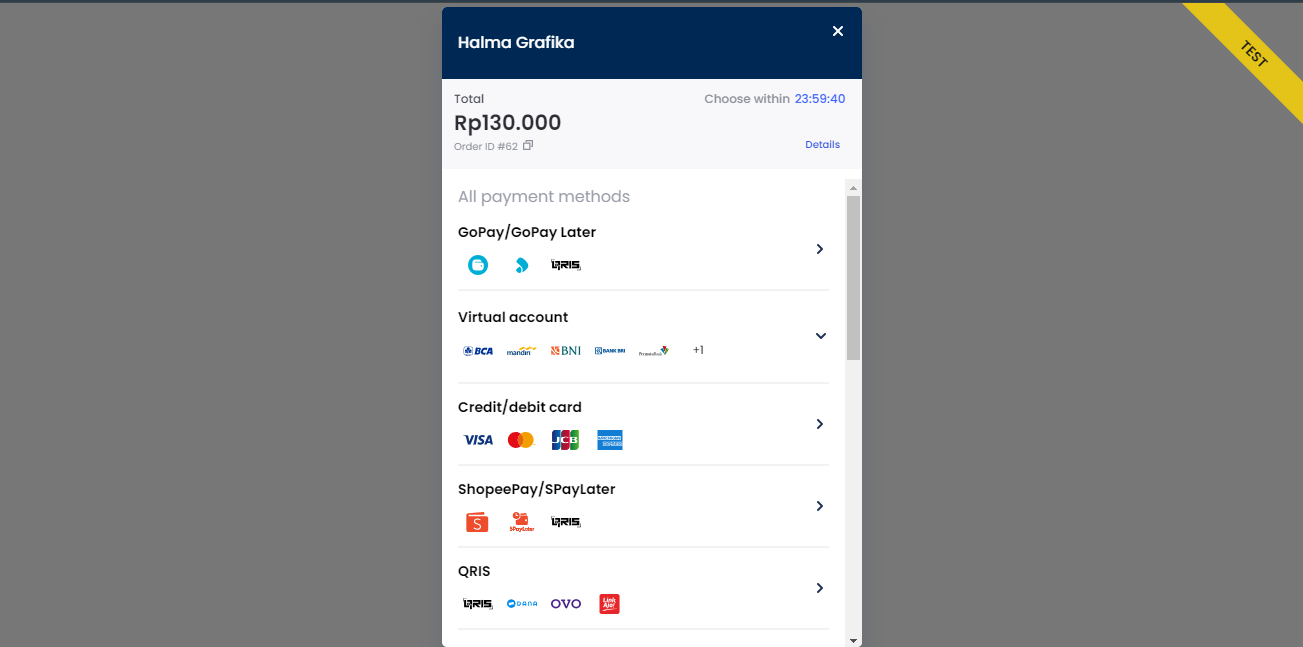 Halma Grafika
TEST
Total
Choose within 23:59:40
Rp130.000
Order ID #62
Details
All payment methods
GoPay/GoPay Later
QRIS
Virtual account
BCA mandiri BNI BANK BRI PermataBank +1
Credit/debit card
VISA JCB
ShopeePay/SPayLater
S SPayLater QRIS
QRIS
QRIS DANA OVO LinkAja!